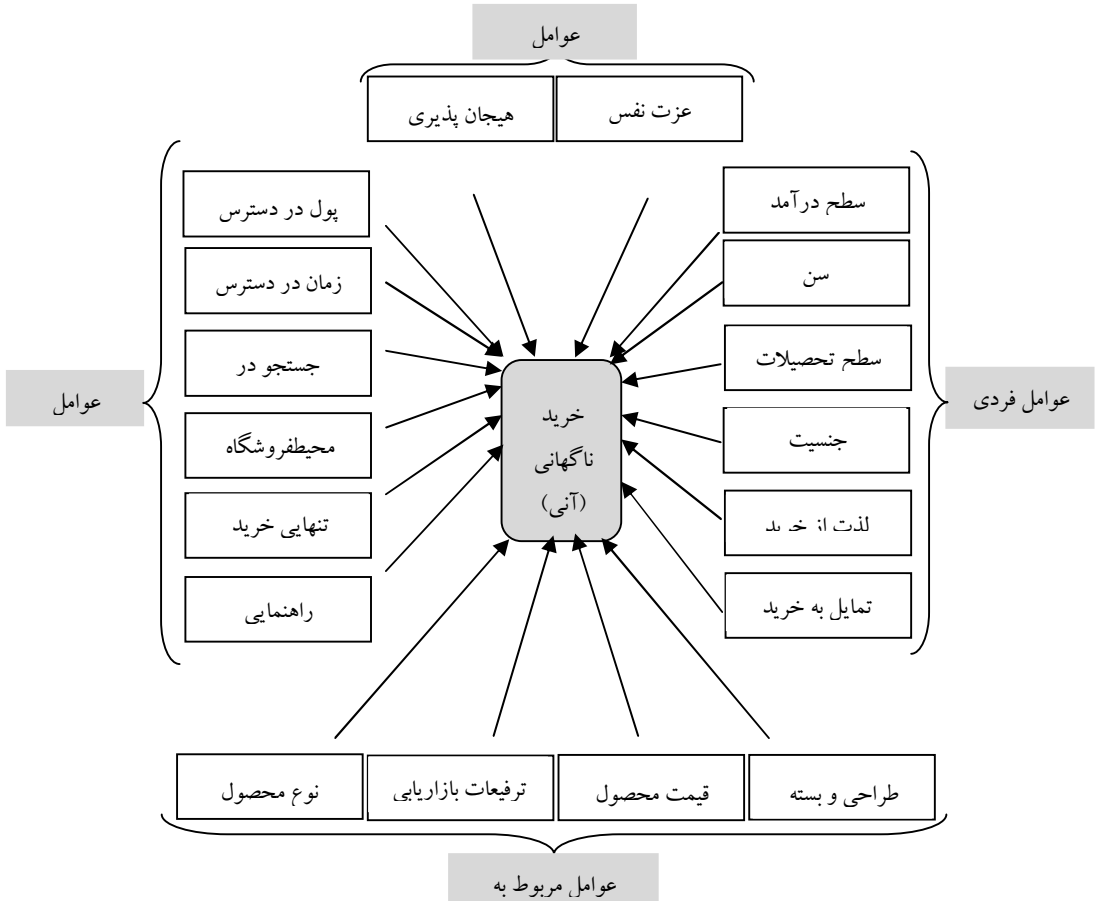 عوامل
عزت نفس
هیجان پذیری
سطح درآمد
سن
سطح تحصیلات
جنسیت
لذت از خرید
تمایل به خرید
عوامل فردی
پول در دسترس
زمان در دسترس
جستجو در
محیطفروشگاه
تنهایی خرید
راهنمایی
عوامل
خرید
ناگهانی
(آنی)
طراحی و بسته
قیمت محصول
ترفیعات بازاریابی
نوع محصول
عوامل مربوط به